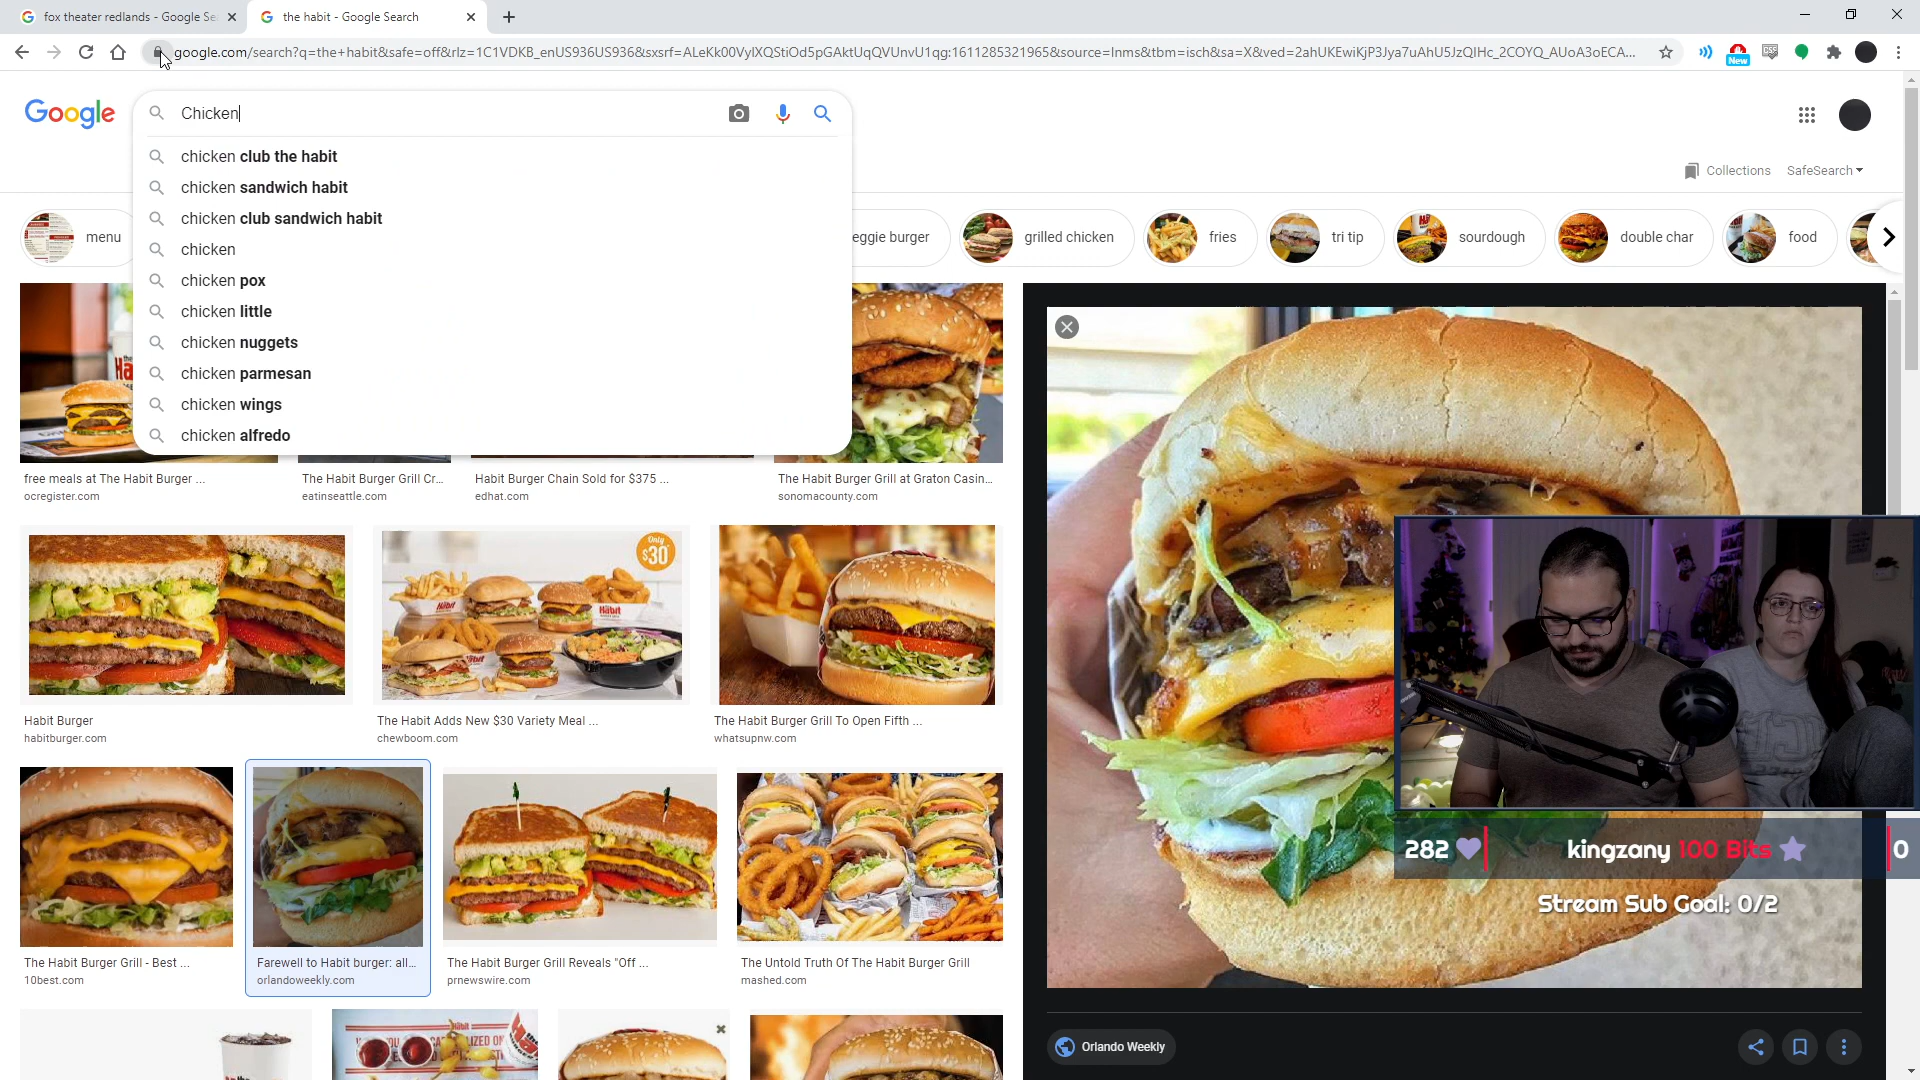 fox theater redlands - Google Se
the habit - Google Search
google.com/search?q=the+habit&safe=off&rlz=1C1VDKB_enUS936US936&sxsrf=ALeKk00VyIXQStiOd5pGAktUqQVUnvU1qg:1611285321965&source=lnms&tbm=isch&sa=X&ved=2ahUKEwiKjP3Jya7uAhU5JzQIHc_2COYQ_AUoA3oECA...
New
Google
Chicken
chicken club the habit
chicken sandwich habit
chicken club sandwich habit
chicken
chicken pox
chicken little
chicken nuggets
chicken parmesan
chicken wings
chicken alfredo
Collections
SafeSearch
menu
eggie burger
grilled chicken
fries
tri tip
sourdough
double char
food
free meals at The Habit Burger ...
ocregister.com
The Habit Burger Grill Cr...
eatinseattle.com
Habit Burger Chain Sold for $375 ...
edhat.com
The Habit Burger Grill at Graton Casin...
sonomacounty.com
Only
$30
Habit
Habit
Habit Burger
habitburger.com
The Habit Adds New $30 Variety Meal ...
chewboom.com
The Habit Burger Grill To Open Fifth ...
whatsupnw.com
The Habit Burger Grill - Best ...
10best.com
Farewell to Habit burger: all...
orlandoweekly.com
The Habit Burger Grill Reveals "Off ...
prnewswire.com
The Untold Truth Of The Habit Burger Grill
mashed.com
282
kingzany 100 Bits
0
Stream Sub Goal: 0/2
Orlando Weekly